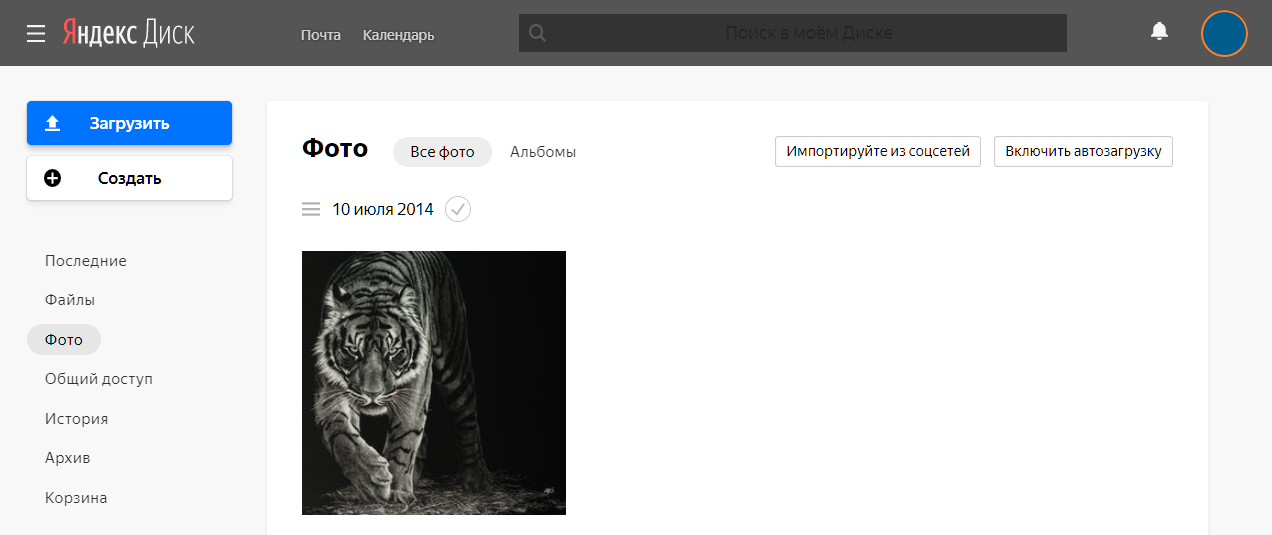 Яндекс Диск
Почта
Календарь
Поиск в моём Диске
Загрузить
Создать
Последние
Файлы
Фото
Общий доступ
История
Архив
Корзина
Фото
Все фото
Альбомы
Импортируйте из соцсетей
Включить автозагрузку
10 июля 2014